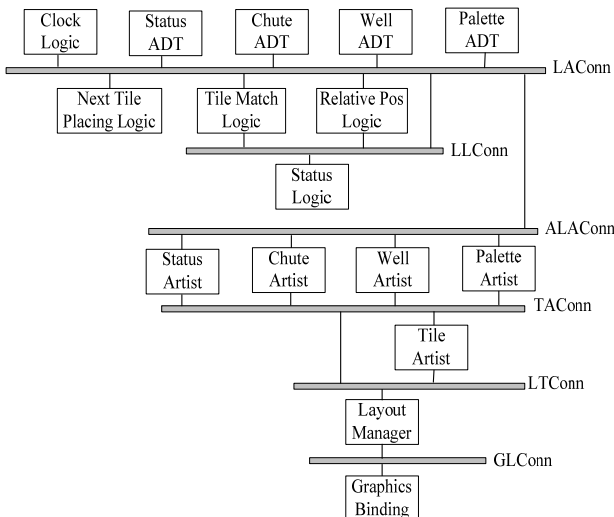 Clock
Logic
Status
ADT
Chute
ADT
Well
ADT
Palette
ADT
LAConn
Next Tile
Placing Logic
Tile Match
Logic
Relative Pos
Logic
LLConn
Status
Logic
ALAConn
Status
Artist
Chute
Artist
Well
Artist
Palette
Artist
TAConn
Tile
Artist
LTConn
Layout
Manager
GLConn
Graphics
Binding